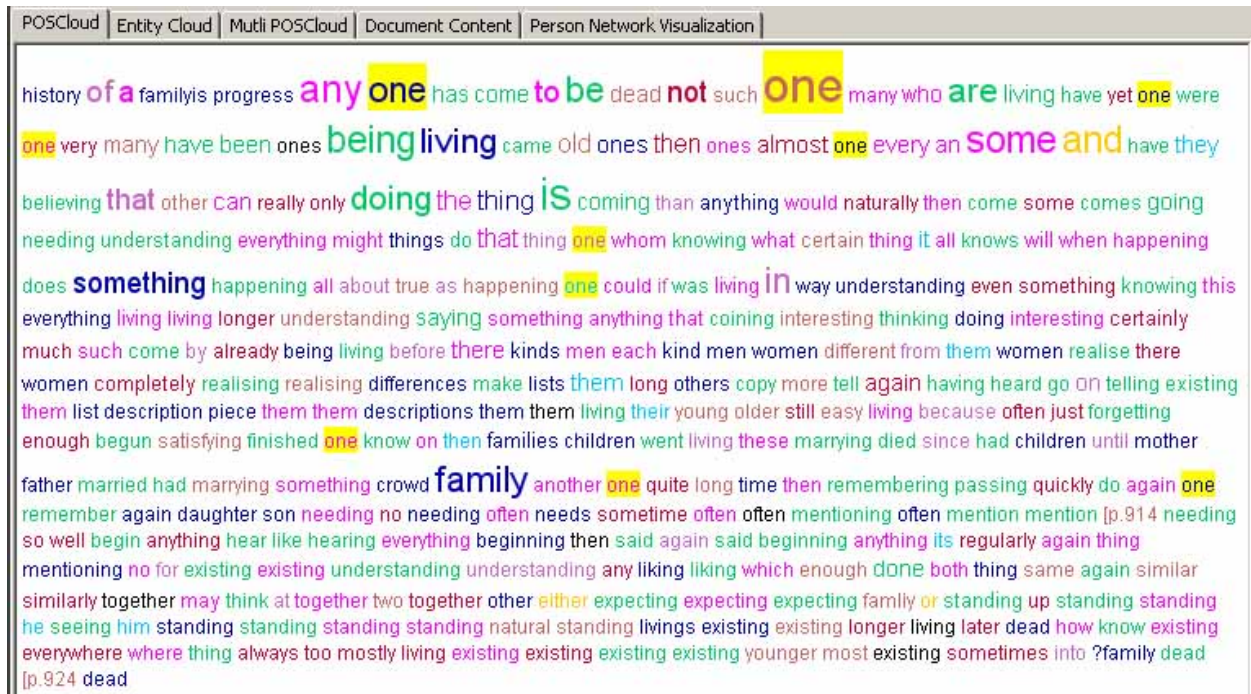 POSCloud Entity Cloud Mutli POSCloud Document Content Person Network Visualization
history of a familyis progress any one has come to be dead not such one many who are living have yet one were
one very many have been ones being living came old ones then ones almost one every an some and have they
believing that other can really only doing the thing is coming than anything would naturally then come some comes going
needing understanding everything might things do that thing one whom knowing what certain thing it all knows will when happening
does something happening all about true as happening one could if was living in way understanding even something knowing this
everything living living longer understanding saying something anything that coining interesting thinking doing interesting certainly
much such come by already being living before there kinds men each kind men women different from them women realise there
women completely realising realising differences make lists them long others copy more tell again having heard go on telling existing
them list description piece them them descriptions them them living their young older still easy living because often just forgetting
enough begun satisfying finished one know on then families children went living these marrying died since had children until mother
father married had marrying something crowd family another one quite long time then remembering passing quickly do again one
remember again daughter son needing no needing often needs sometime often often mentioning often mention mention [p.914 needing
so well begin anything hear like hearing everything beginning then said again said beginning anything its regularly again thing
mentioning no for existing existing understanding understanding any liking liking which enough done both thing same again similar
similarly together may think at together two together other either expecting expecting expecting famlly or standing up standing standing
he seeing him standing standing standing standing natural standing livings existing existing longer living later dead how know existing
everywhere where thing always too mostly living existing existing existing existing younger most existing sometimes into ?family dead
[p.924 dead